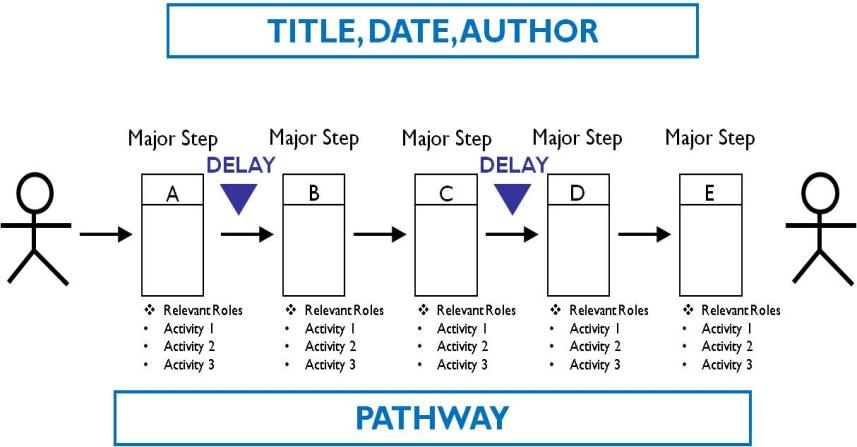 TITLE, DATE, AUTHOR
Major Step
Major Step
Major Step
Major Step
Major Step
DELAY
DELAY
A
B
C
D
E
❖ Relevant Roles
• Activity 1
• Activity 2
• Activity 3
❖ Relevant Roles
• Activity 1
• Activity 2
• Activity 3
❖ Relevant Roles
• Activity 1
• Activity 2
• Activity 3
❖ Relevant Roles
• Activity 1
• Activity 2
• Activity 3
❖ Relevant Roles
• Activity 1
• Activity 2
• Activity 3
PATHWAY